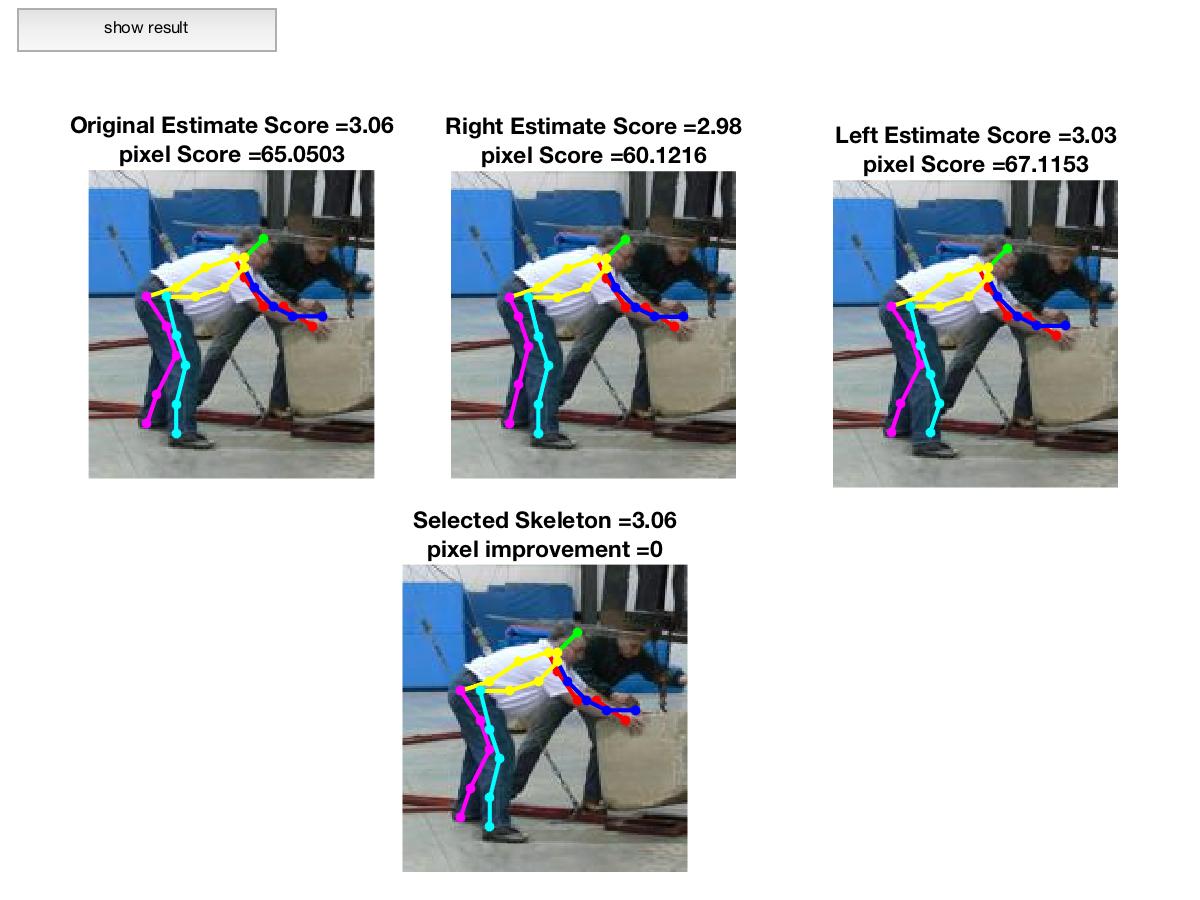 show result
Original Estimate Score =3.06
pixel Score =65.0503
Right Estimate Score =2.98
pixel Score =60.1216
Left Estimate Score =3.03
pixel Score =67.1153
Selected Skeleton =3.06
pixel improvement =0